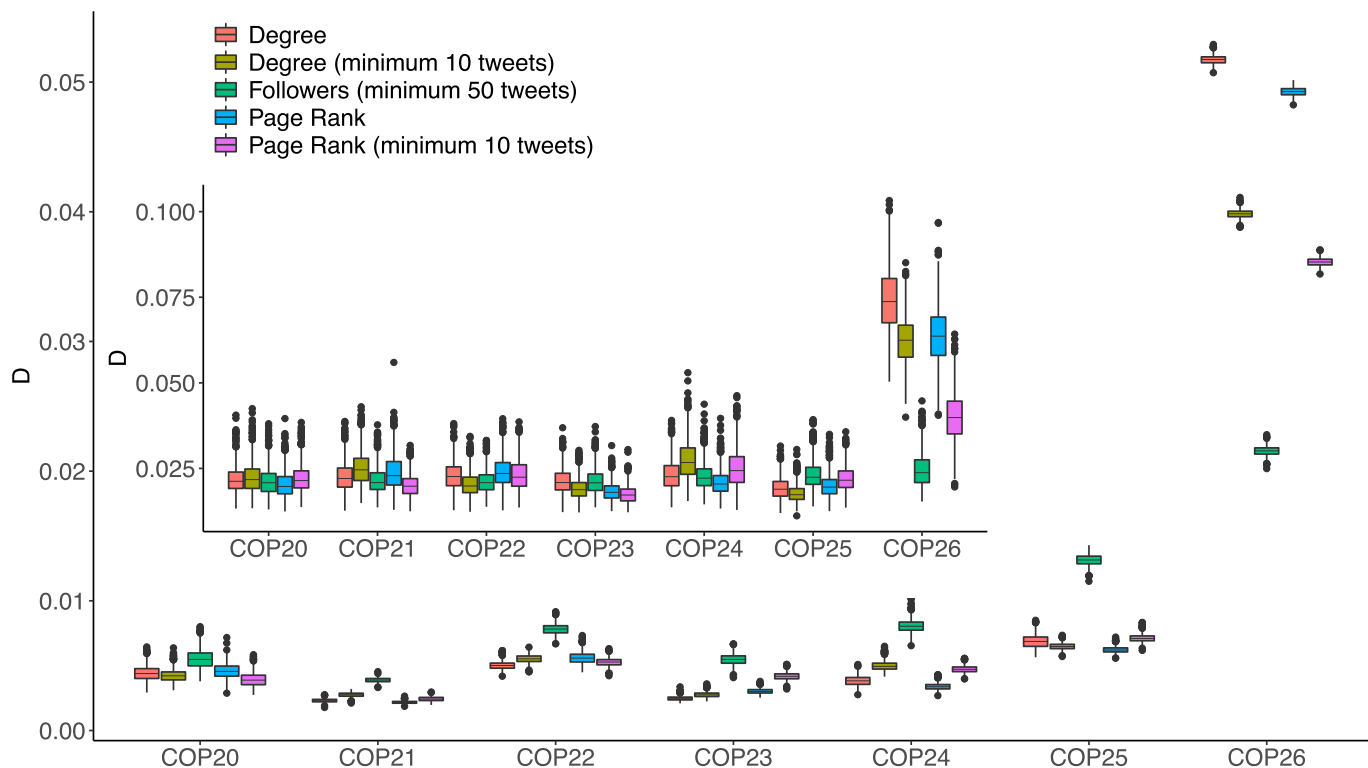 Degree
Degree (minimum 10 tweets)
Followers (minimum 50 tweets)
Page Rank
Page Rank (minimum 10 tweets)
D
0.05
0.04
0.03
0.02
0.01
0.00
D
0.100
0.075
0.050
0.025
COP20 COP21 COP22 COP23 COP24 COP25 COP26
COP20 COP21 COP22 COP23 COP24 COP25 COP26